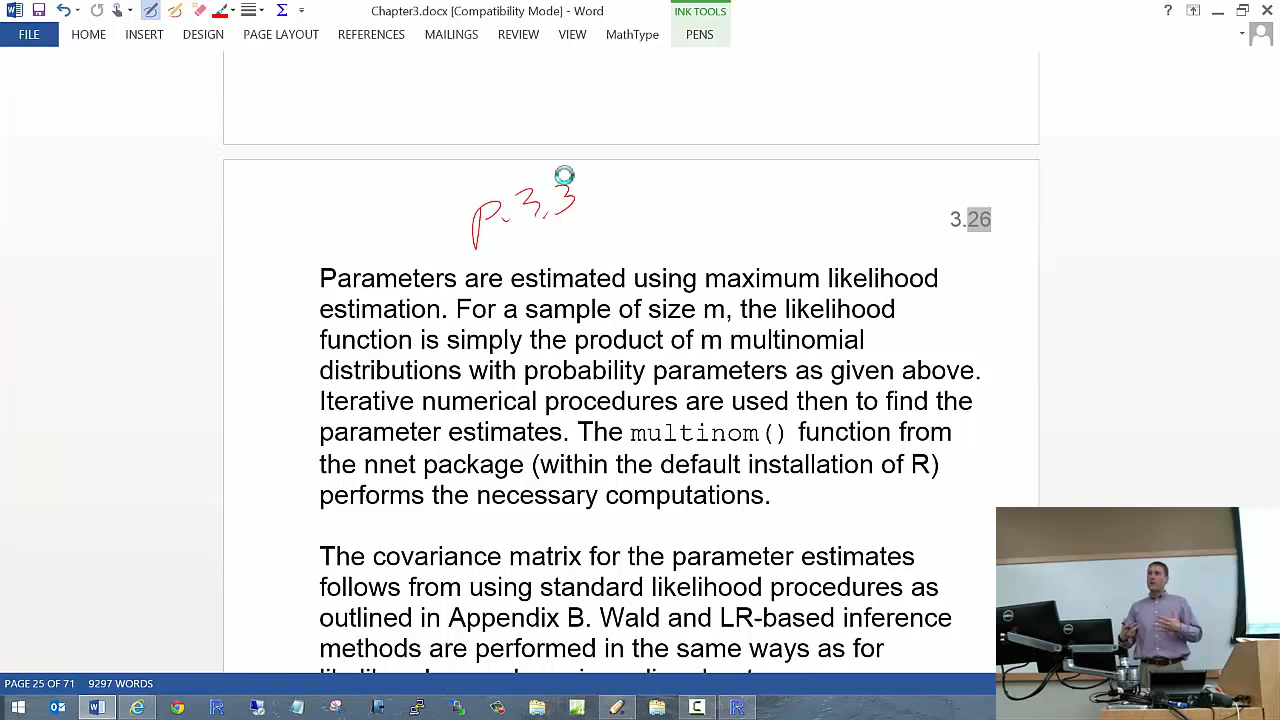 Chapter3.docx [Compatibility Mode] - Word
INK TOOLS
FILE HOME INSERT DESIGN PAGE LAYOUT REFERENCES MAILINGS REVIEW VIEW MathType PENS
p. 3.3
3.26
Parameters are estimated using maximum likelihood
estimation. For a sample of size m, the likelihood
function is simply the product of m multinomial
distributions with probability parameters as given above.
Iterative numerical procedures are used then to find the
parameter estimates. The multinom() function from
the nnet package (within the default installation of R)
performs the necessary computations.
The covariance matrix for the parameter estimates
follows from using standard likelihood procedures as
outlined in Appendix B. Wald and LR-based inference
methods are performed in the same ways as for
PAGE 25 OF 71 9297 WORDS